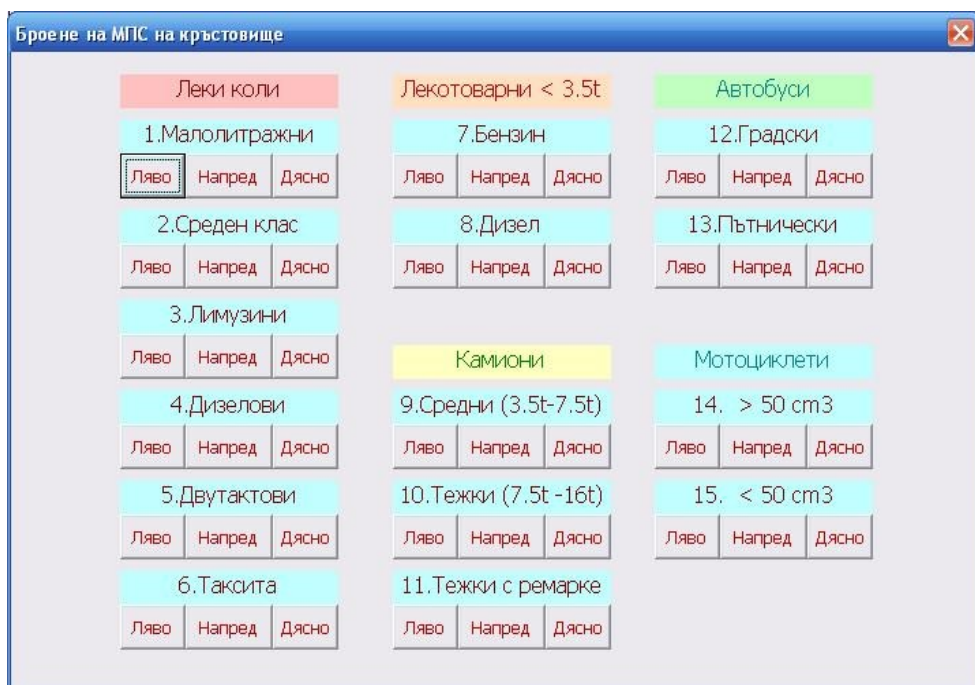 Броене на МПС на кръстовище
Леки коли
1.Малолитражни
Ляво Напред Дясно
2.Среден клас
Ляво Напред Дясно
3.Лимузини
Ляво Напред Дясно
4.Дизелови
Ляво Напред Дясно
5.Двутактови
Ляво Напред Дясно
6.Таксита
Ляво Напред Дясно
Лекотоварни < 3.5t
7.Бензин
Ляво Напред Дясно
8.Дизел
Ляво Напред Дясно
Камиони
9.Средни (3.5t-7.5t)
Ляво Напред Дясно
10.Тежки (7.5t -16t)
Ляво Напред Дясно
11.Тежки с ремарке
Ляво Напред Дясно
Автобуси
12.Градски
Ляво Напред Дясно
13.Пътнически
Ляво Напред Дясно
Мотоциклети
14. > 50 cm3
Ляво Напред Дясно
15. < 50 cm3
Ляво Напред Дясно